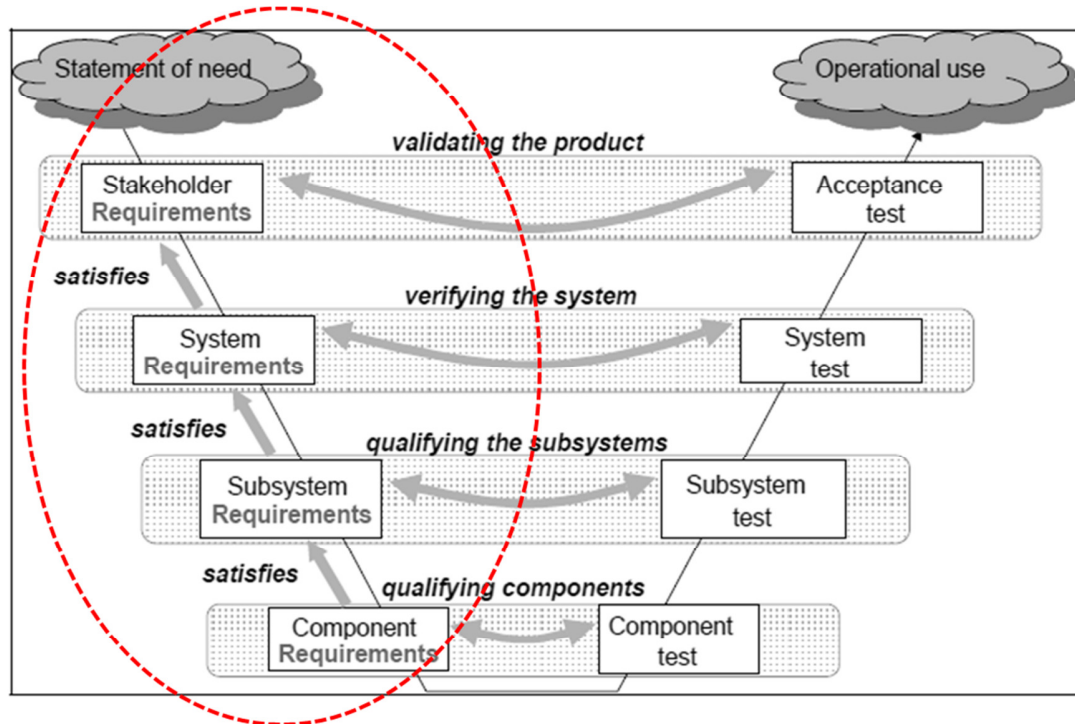 Statement of need
Operational use
validating the product
Stakeholder
Requirements
Acceptance
test
satisfies
verifying the system
System
Requirements
System
test
satisfies
qualifying the subsystems
Subsystem
Requirements
Subsystem
test
satisfies
qualifying components
Component
Requirements
Component
test